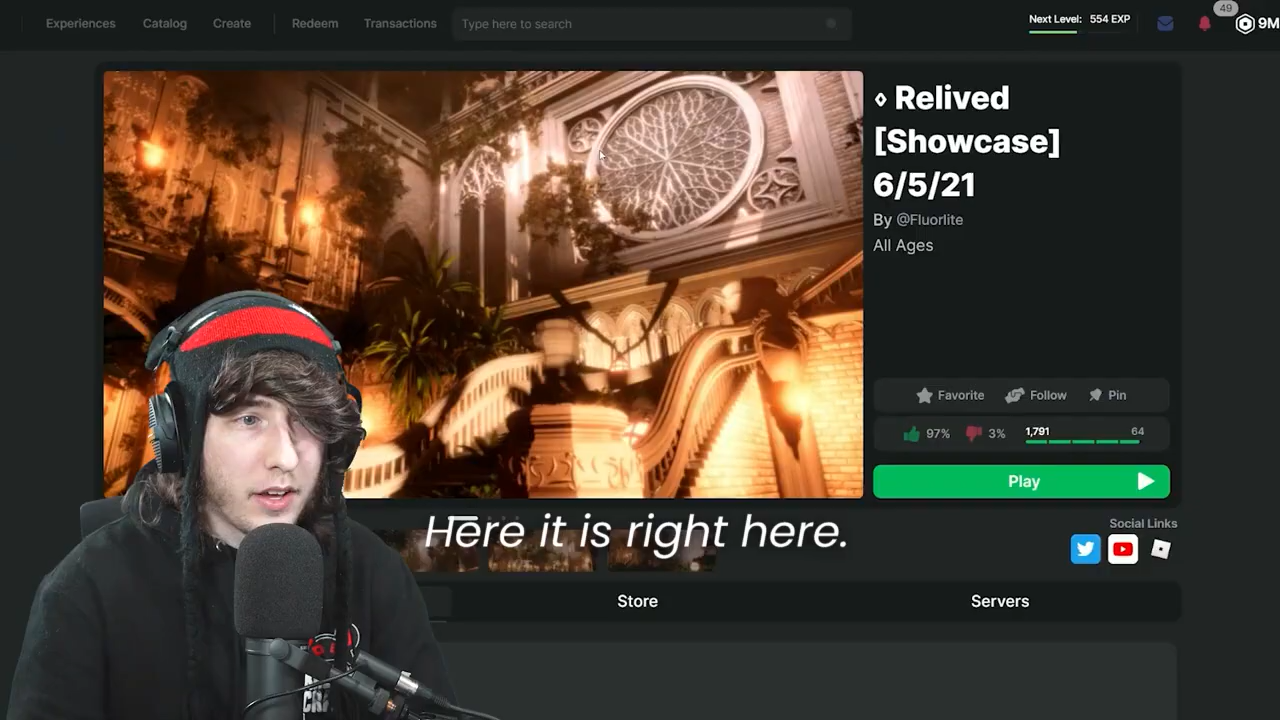 Experiences Catalog Create Redeem Transactions Type here to search Next Level: 554 EXP 49 9M
◊ Relived
[Showcase]
6/5/21
By @Fluorlite
All Ages
Favorite Follow Pin
97% 3% 1,791 64
Play
Here it is right here.
Social Links
Store Servers